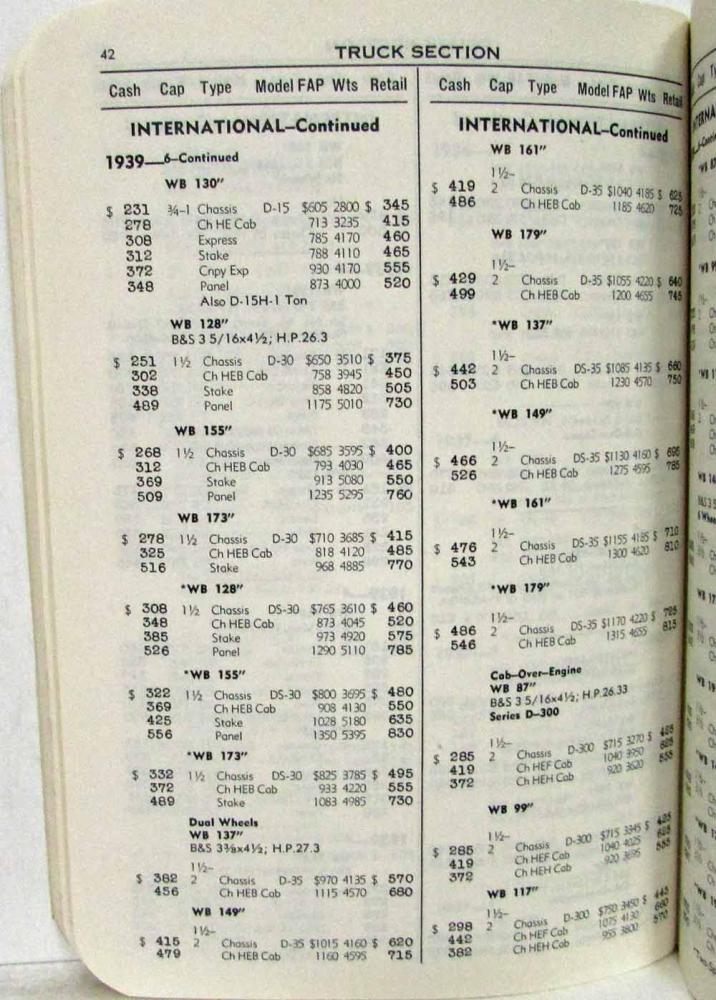 42
TRUCK SECTION
Cash Cap Type Model FAP Wts Retail
INTERNATIONAL—Continued
1939—6—Continued
WB 130"
$ 231 ¾-1 Chassis D-15 $605 2800 $ 345
278 Ch HE Cab 713 3235 415
308 Express 785 4170 460
312 Stake 788 4110 465
372 Cnpy Exp 930 4170 555
348 Panel 873 4000 520
Also D-15H-1 Ton
WB 128"
B&S 3 5/16x4½; H.P.26.3
$ 251 1½ Chassis D-30 $650 3510 $ 375
302 Ch HEB Cab 758 3945 450
338 Stake 858 4820 505
489 Panel 1175 5010 730
WB 155"
$ 268 1½ Chassis D-30 $685 3595 $ 400
312 Ch HEB Cab 793 4030 465
369 Stake 913 5080 550
509 Panel 1235 5295 760
WB 173"
$ 278 1½ Chassis D-30 $710 3685 $ 415
325 Ch HEB Cab 818 4120 485
516 Stake 968 4885 770
*WB 128"
$ 308 1½ Chassis DS-30 $765 3610 $ 460
348 Ch HEB Cab 873 4045 520
385 Stake 973 4920 575
526 Panel 1290 5110 785
*WB 155"
$ 322 1½ Chassis DS-30 $800 3695 $ 480
369 Ch HEB Cab 908 4130 550
425 Stake 1028 5180 635
556 Panel 1350 5395 830
*WB 173"
$ 332 1½ Chassis DS-30 $825 3785 $ 495
372 Ch HEB Cab 933 4220 555
489 Stake 1083 4985 730
Dual Wheels
WB 137"
B&S 3⅜x4½; H.P.27.3
1½-
$ 382 2 Chassis D-35 $970 4135 $ 570
456 Ch HEB Cab 1115 4570 680
WB 149"
1½-
$ 415 2 Chassis D-35 $1015 4160 $ 620
479 Ch HEB Cab 1160 4595 715
Cash Cap Type Model FAP Wts Retail
INTERNATIONAL—Continued
WB 161"
1½-
$ 419 2 Chassis D-35 $1040 4185 $ 625
486 Ch HEB Cab 1185 4620 725
WB 179"
1½-
$ 429 2 Chassis D-35 $1055 4220 $ 640
499 Ch HEB Cab 1200 4655 745
*WB 137"
1½-
$ 442 2 Chassis DS-35 $1085 4135 $ 660
503 Ch HEB Cab 1230 4570 750
*WB 149"
1½-
$ 466 2 Chassis DS-35 $1130 4160 $ 695
526 Ch HEB Cab 1275 4595 785
*WB 161"
1½-
$ 476 2 Chassis DS-35 $1155 4185 $ 710
543 Ch HEB Cab 1300 4620 810
*WB 179"
1½-
$ 486 2 Chassis DS-35 $1170 4220 $ 725
546 Ch HEB Cab 1315 4655 815
Cab-Over-Engine
WB 87"
B&S 3 5/16x4½; H.P.26.33
Series D-300
1½-
$ 285 2 Chassis D-300 $715 3270 $ 425
419 Ch HEF Cab 1040 3950 625
372 Ch HEH Cab 920 3620 555
WB 99"
1½-
$ 285 2 Chassis D-300 $715 3345 $ 425
419 Ch HEF Cab 1040 4025 625
372 Ch HEH Cab 920 3695 555
WB 117"
1½-
$ 298 2 Chassis D-300 $750 3450 $ 445
442 Ch HEF Cab 1075 4130 660
382 Ch HEH Cab 955 3800 570